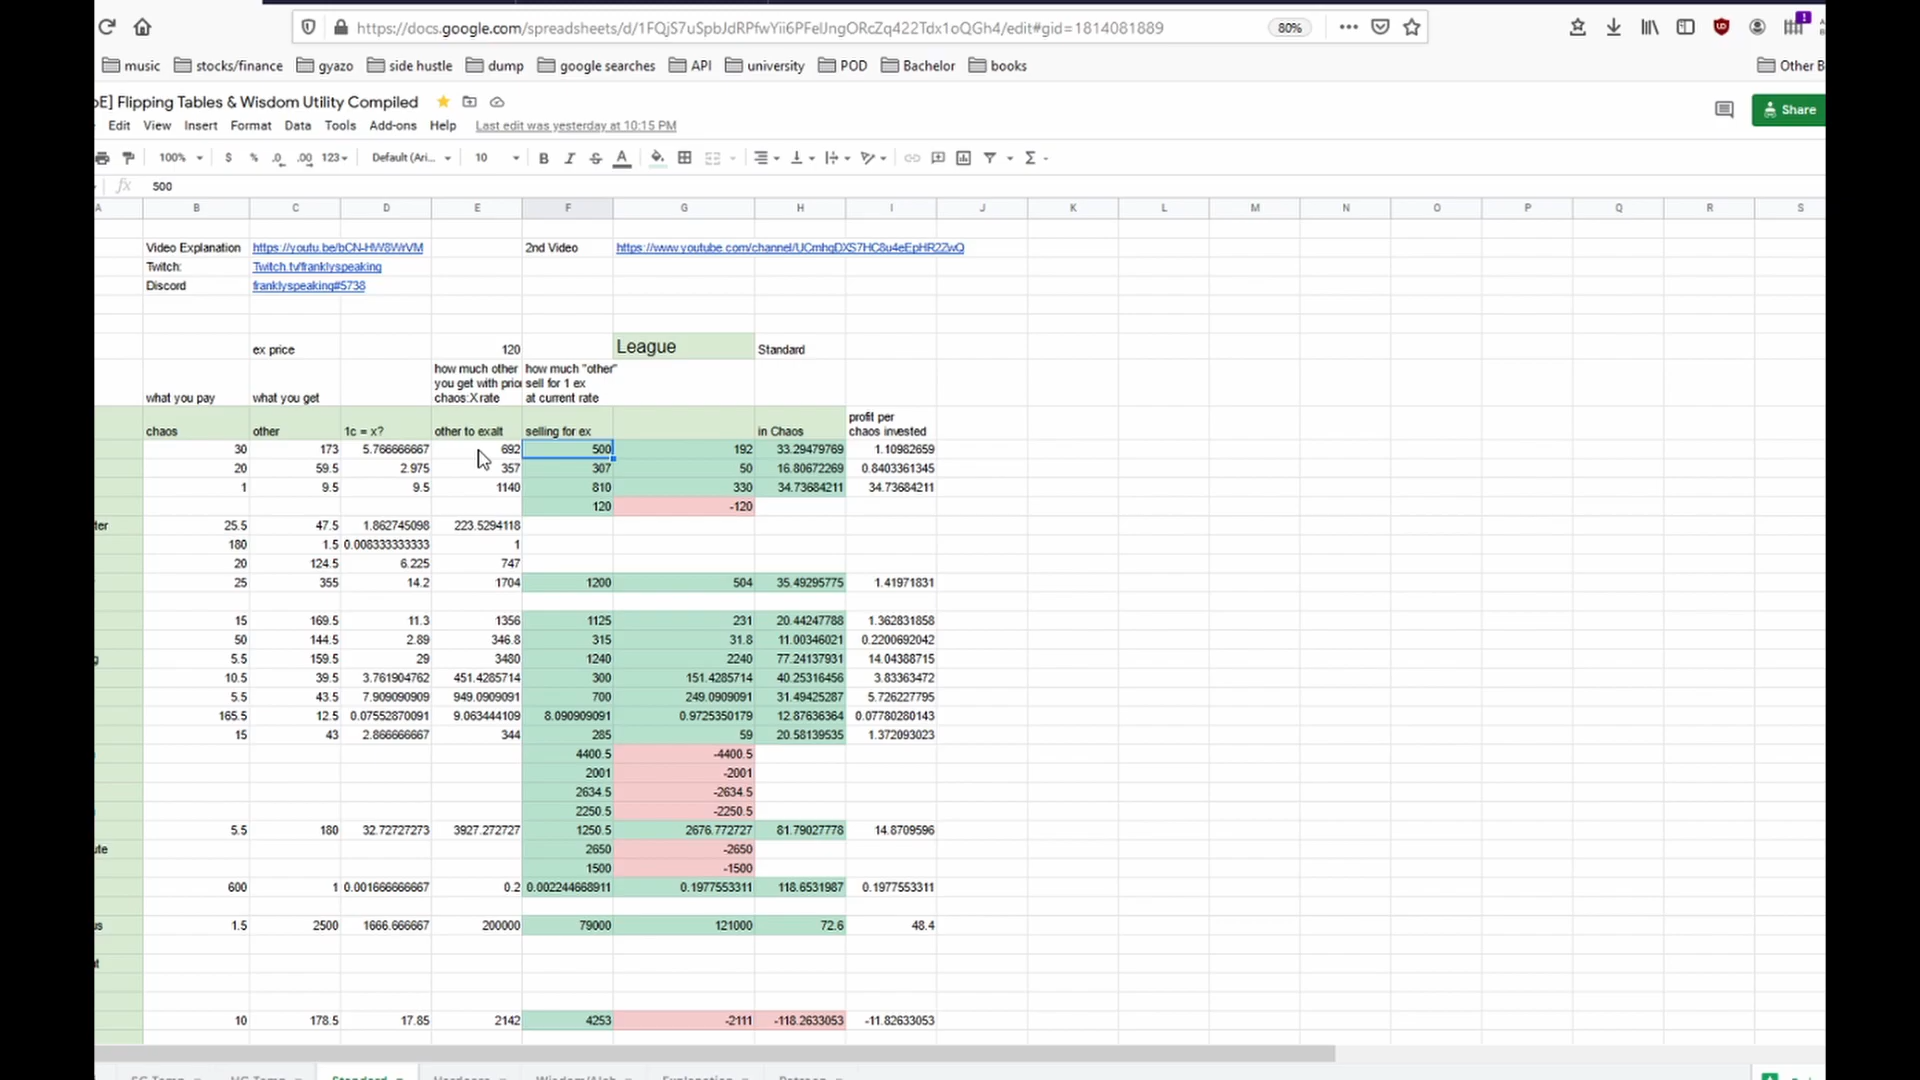 https://docs.google.com/spreadsheets/d/1FQjS7uSpbJdRPfwYii6PFeIJngORcZq422Tdx1oQGh4/edit#gid=1814081889 80%
music stocks/finance gyazo side hustle dump google searches API university POD Bachelor books Other B
oE] Flipping Tables & Wisdom Utility Compiled
Share
Edit View Insert Format Data Tools Add-ons Help Last edit was yesterday at 10:15 PM
100% $ % .0 .00 123 Default (Ari... 10 B I S A
fx 500
A B C D E F G H I J K L M N O P Q R S
Video Explanation https://youtu.be/bCN-HW8WrVM 2nd Video https://www.youtube.com/channel/UCmhqDXS7HC8u4eEpHR2ZwQ
Twitch: Twitch.tv/franklyspeaking
Discord franklyspeaking#5738
ex price 120 League Standard
what you pay what you get how much other you get with prior chaos:X rate how much "other" sell for 1 ex at current rate
chaos other 1c = x? other to exalt selling for ex in Chaos profit per chaos invested
30 173 5.766666667 692 500 192 33.29479769 1.10982659
20 59.5 2.975 357 307 50 16.80672269 0.8403361345
1 9.5 9.5 1140 810 330 34.73684211 34.73684211
120 -120
ter 25.5 47.5 1.862745098 223.5294118
180 1.5 0.008333333333 1
20 124.5 6.225 747
25 355 14.2 1704 1200 504 35.49295775 1.41971831
15 169.5 11.3 1356 1125 231 20.44247788 1.362831858
50 144.5 2.89 346.8 315 31.8 11.00346021 0.2200692042
g 5.5 159.5 29 3480 1240 2240 77.24137931 14.04388715
10.5 39.5 3.761904762 451.4285714 300 151.4285714 40.25316456 3.83363472
5.5 43.5 7.909090909 949.0909091 700 249.0909091 31.49425287 5.726227795
165.5 12.5 0.07552870091 9.063444109 8.090909091 0.9725350179 12.87636364 0.07780280143
15 43 2.866666667 344 285 59 20.58139535 1.372093023
4400.5 -4400.5
2001 -2001
2634.5 -2634.5
2250.5 -2250.5
5.5 180 32.72727273 3927.272727 1250.5 2676.772727 81.79027778 14.8709596
ute 2650 -2650
1500 -1500
600 1 0.001666666667 0.2 0.002244668911 0.1977553311 118.6531987 0.1977553311
us 1.5 2500 1666.666667 200000 79000 121000 72.6 48.4
at
10 178.5 17.85 2142 4253 -2111 -118.2633053 -11.82633053
Standard Hardcore Wisdom/Alch Explanation Patreon